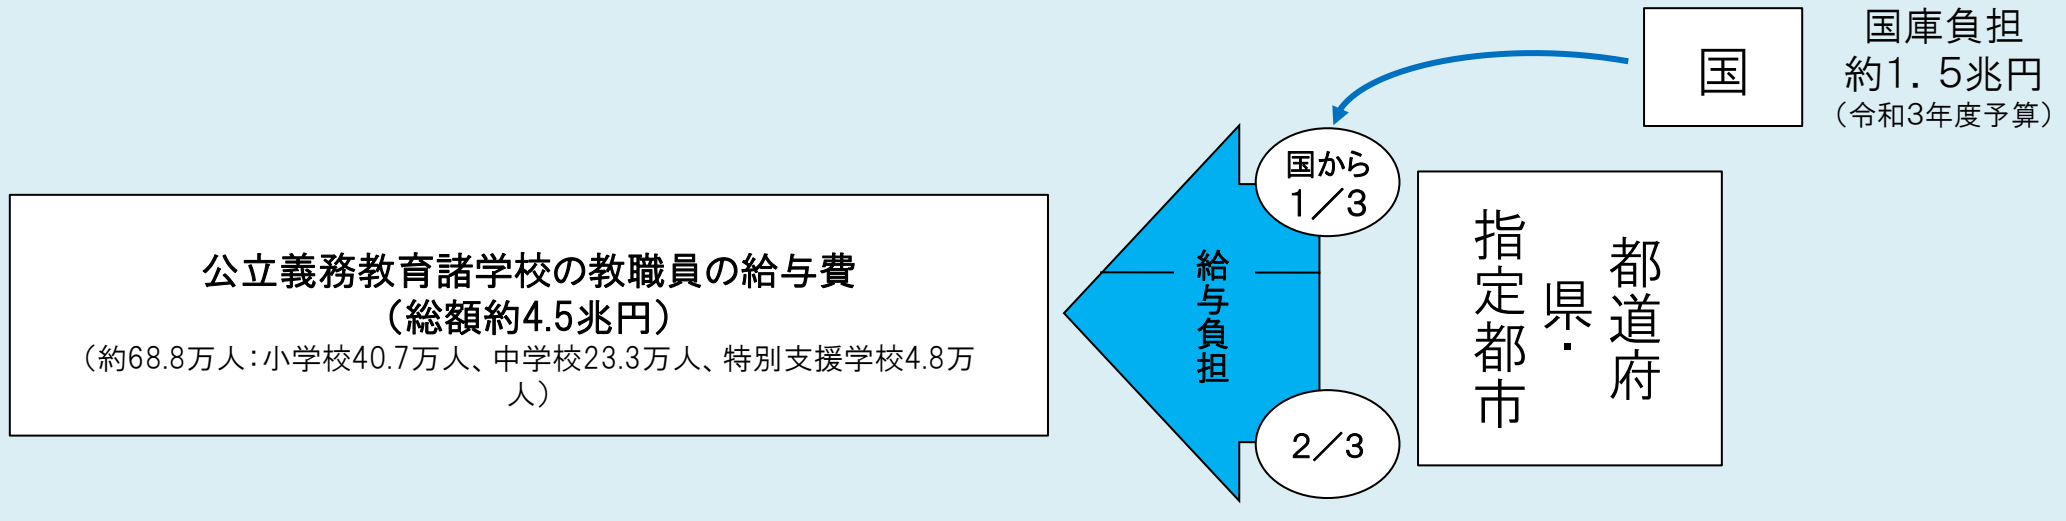 国
国庫負担
約1．5兆円
（令和3年度予算）
国から
1／3
公立義務教育諸学校の教職員の給与費
（総額約4.5兆円）
（約68.8万人：小学校40.7万人、中学校23.3万人、特別支援学校4.8万
人）
給与負担
2／3
都道府
県・
指定都市